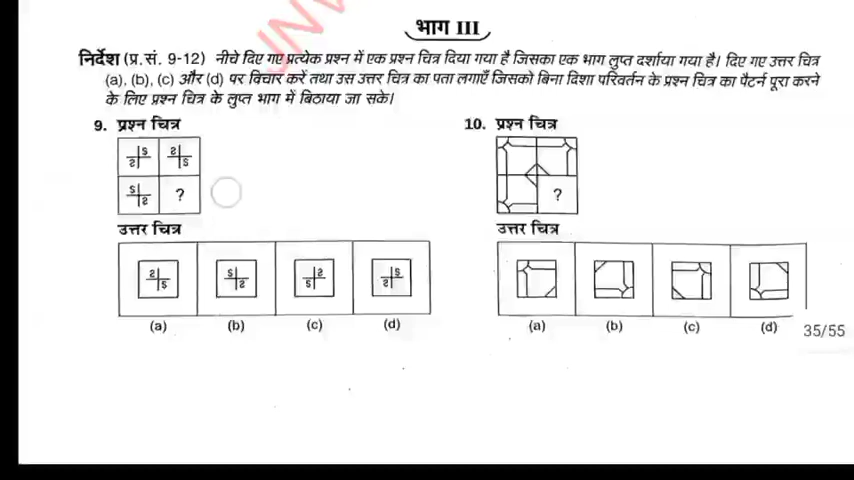 भाग III
निर्देश (प्र.सं. 9-12) नीचे दिए गए प्रत्येक प्रश्न में एक प्रश्न चित्र दिया गया है जिसका एक भाग लुप्त दर्शाया गया है। दिए गए उत्तर चित्र
(a), (b), (c) और (d) पर विचार करें तथा उस उत्तर चित्र का पता लगाएँ जिसको बिना दिशा परिवर्तन के प्रश्न चित्र का पैटर्न पूरा करने
के लिए प्रश्न चित्र के लुप्त भाग में बिठाया जा सके।
9. प्रश्न चित्र
?
उत्तर चित्र
(a) (b) (c) (d)
10. प्रश्न चित्र
?
उत्तर चित्र
(a) (b) (c) (d)
35/55